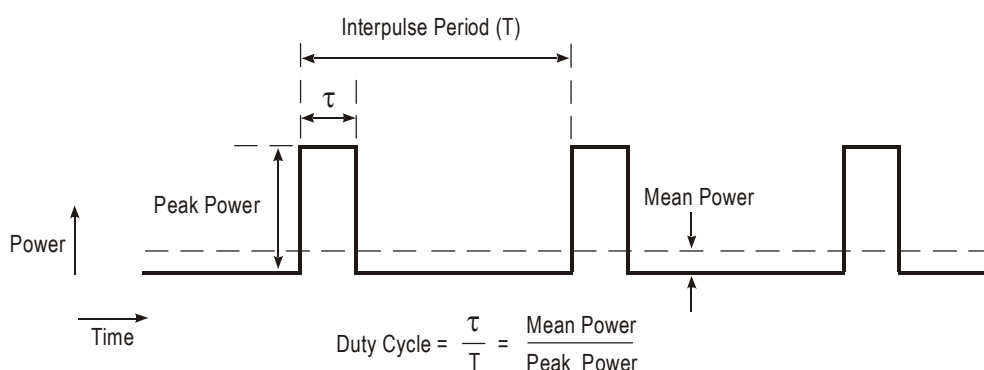 Interpulse Period (T)
τ
Peak Power
Mean Power
Power
Time
Duty Cycle = τ / T = Mean Power / Peak Power